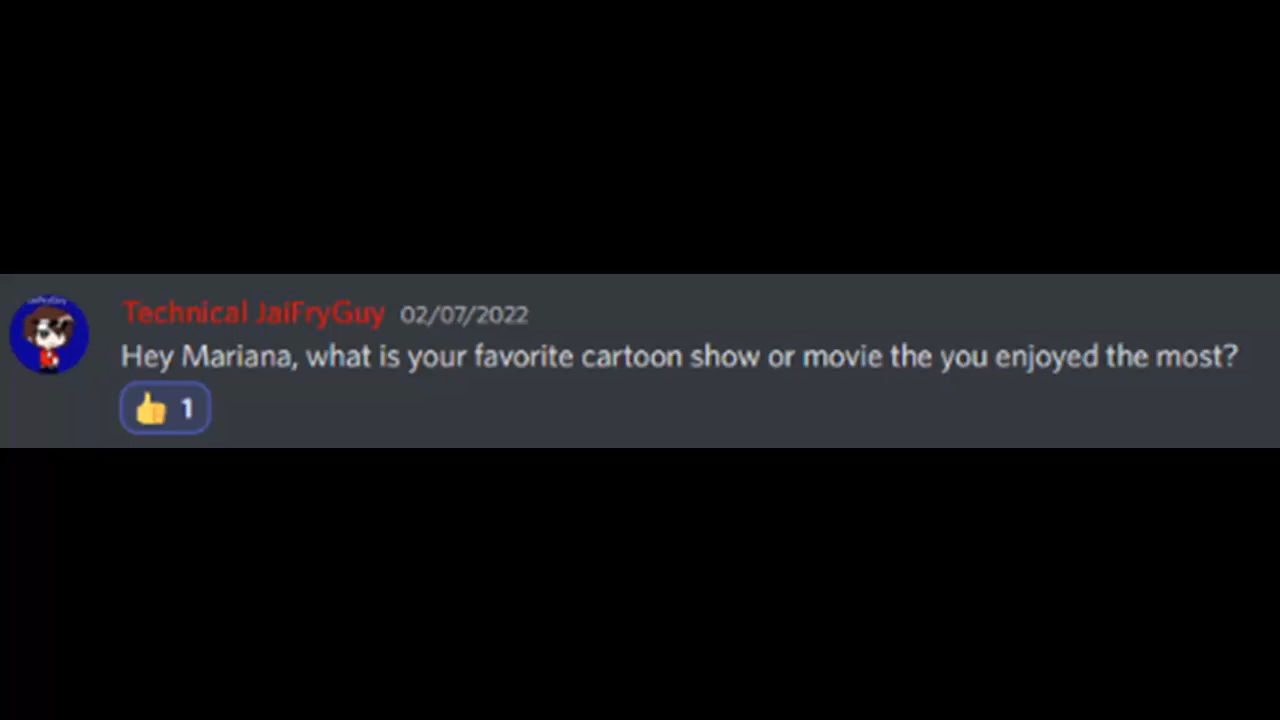 Technical JaiFryGuy 02/07/2022
Hey Mariana, what is your favorite cartoon show or movie the you enjoyed the most?
👍 1